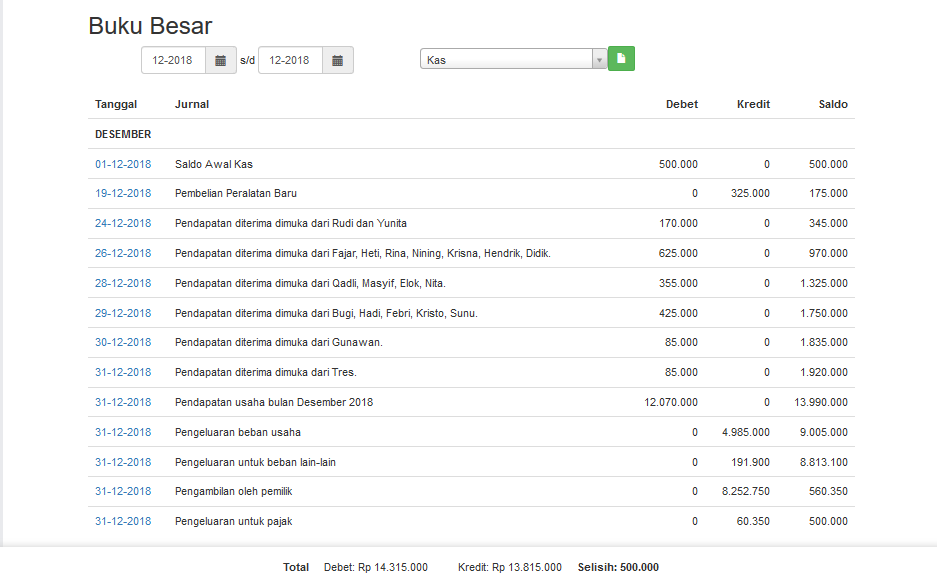 Buku Besar
12-2018 s/d 12-2018 Kas
Tanggal Jurnal Debet Kredit Saldo
DESEMBER
01-12-2018 Saldo Awal Kas 500.000 0 500.000
19-12-2018 Pembelian Peralatan Baru 0 325.000 175.000
24-12-2018 Pendapatan diterima dimuka dari Rudi dan Yunita 170.000 0 345.000
26-12-2018 Pendapatan diterima dimuka dari Fajar, Heti, Rina, Nining, Krisna, Hendrik, Didik. 625.000 0 970.000
28-12-2018 Pendapatan diterima dimuka dari Qadli, Masyif, Elok, Nita. 355.000 0 1.325.000
29-12-2018 Pendapatan diterima dimuka dari Bugi, Hadi, Febri, Kristo, Sunu. 425.000 0 1.750.000
30-12-2018 Pendapatan diterima dimuka dari Gunawan. 85.000 0 1.835.000
31-12-2018 Pendapatan diterima dimuka dari Tres. 85.000 0 1.920.000
31-12-2018 Pendapatan usaha bulan Desember 2018 12.070.000 0 13.990.000
31-12-2018 Pengeluaran beban usaha 0 4.985.000 9.005.000
31-12-2018 Pengeluaran untuk beban lain-lain 0 191.900 8.813.100
31-12-2018 Pengambilan oleh pemilik 0 8.252.750 560.350
31-12-2018 Pengeluaran untuk pajak 0 60.350 500.000
Total Debet: Rp 14.315.000 Kredit: Rp 13.815.000 Selisih: 500.000